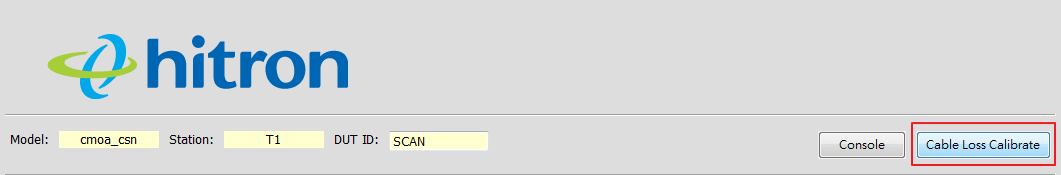 hitron
Model: cmoa_csn Station: T1 DUT ID: SCAN Console Cable Loss Calibrate